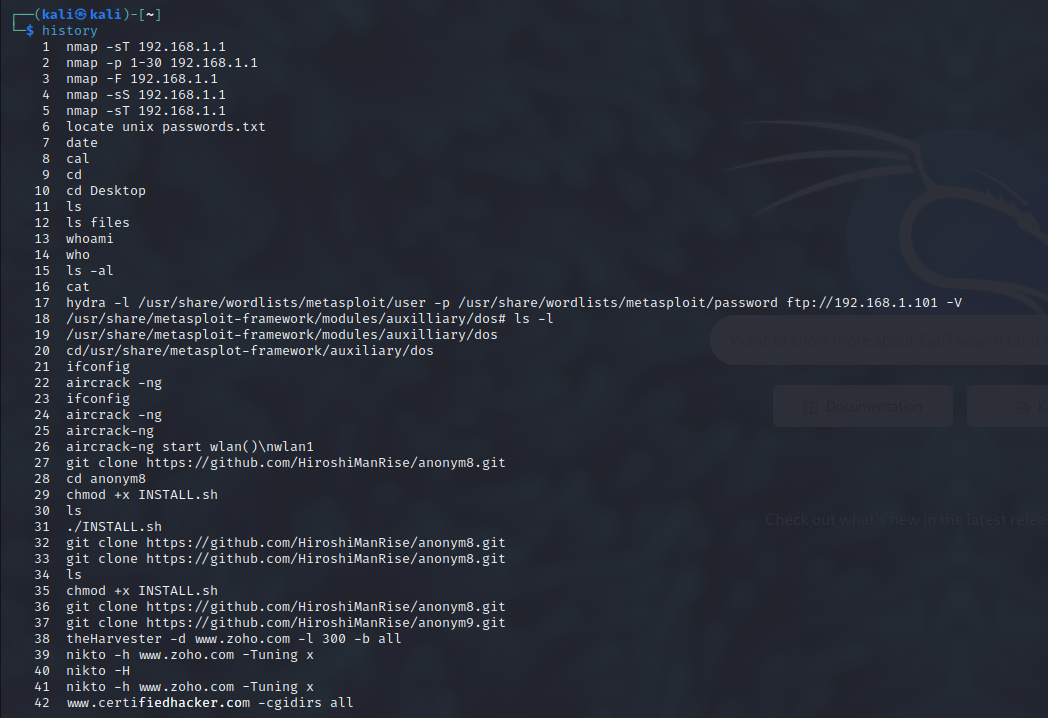 ┌──(kali㉿kali)-[~]
└─$ history
1 nmap -sT 192.168.1.1
2 nmap -p 1-30 192.168.1.1
3 nmap -F 192.168.1.1
4 nmap -sS 192.168.1.1
5 nmap -sT 192.168.1.1
6 locate unix passwords.txt
7 date
8 cal
9 cd
10 cd Desktop
11 ls
12 ls files
13 whoami
14 who
15 ls -al
16 cat
17 hydra -l /usr/share/wordlists/metasploit/user -p /usr/share/wordlists/metasploit/password ftp://192.168.1.101 -V
18 /usr/share/metasploit-framework/modules/auxilliary/dos# ls -l
19 /usr/share/metasploit-framework/modules/auxilliary/dos
20 cd/usr/share/metasplot-framework/auxiliary/dos
21 ifconfig
22 aircrack -ng
23 ifconfig
24 aircrack -ng
25 aircrack-ng
26 aircrack-ng start wlan()\nwlan1
27 git clone https://github.com/HiroshiManRise/anonym8.git
28 cd anonym8
29 chmod +x INSTALL.sh
30 ls
31 ./INSTALL.sh
32 git clone https://github.com/HiroshiManRise/anonym8.git
33 git clone https://github.com/HiroshiManRise/anonym8.git
34 ls
35 chmod +x INSTALL.sh
36 git clone https://github.com/HiroshiManRise/anonym8.git
37 git clone https://github.com/HiroshiManRise/anonym9.git
38 theHarvester -d www.zoho.com -l 300 -b all
39 nikto -h www.zoho.com -Tuning x
40 nikto -H
41 nikto -h www.zoho.com -Tuning x
42 www.certifiedhacker.com -cgidirs all
Want to know more about Kali? Search for it
Documentation
Check out what's new in the latest